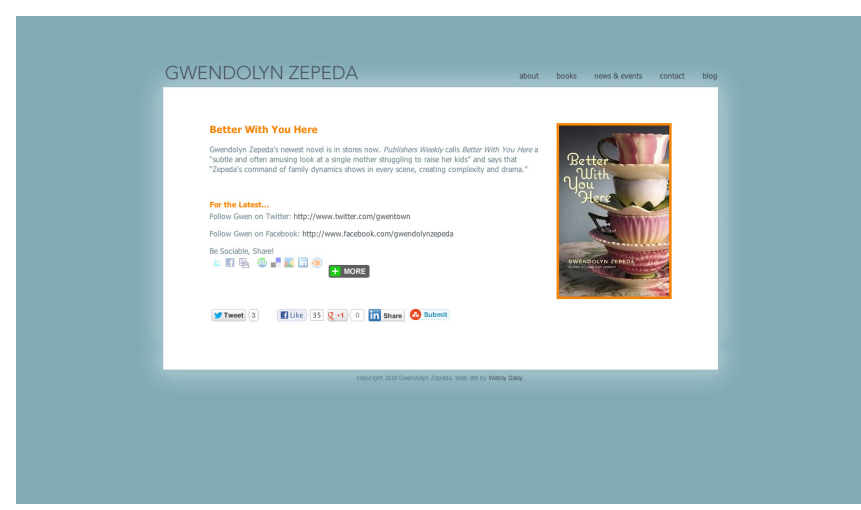 GWENDOLYN ZEPEDA
about books news & events contact blog
Better With You Here
Gwendolyn Zepeda's newest novel is in stores now. Publishers Weekly calls Better With You Here a
"subtle and often amusing look at a single mother struggling to raise her kids" and says that
"Zepeda's command of family dynamics shows in every scene, creating complexity and drama."
Better
With
You
Here
GWENDOLYN ZEPEDA
For the Latest...
Follow Gwen on Twitter: http://www.twitter.com/gwentown
Follow Gwen on Facebook: http://www.facebook.com/gwendolynzepeda
Be Sociable, Share!
MORE
Tweet 3 Like 35 +1 0 in Share Submit
copyright 2010 Gwendolyn Zepeda. Web site by Websy Daisy.